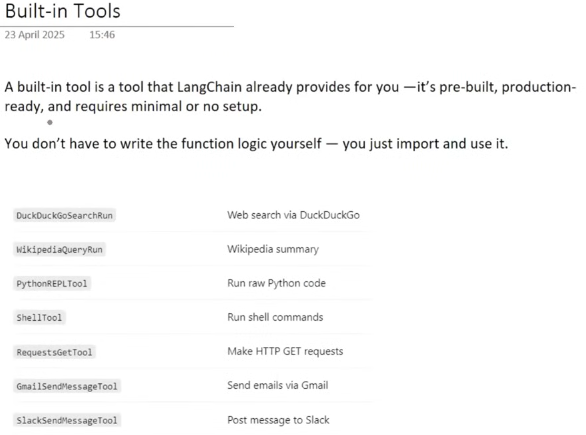 Built-in Tools
23 April 2025 15:46
A built-in tool is a tool that LangChain already provides for you —it's pre-built, production-
ready, and requires minimal or no setup.
You don't have to write the function logic yourself — you just import and use it.
DuckDuckGoSearchRun Web search via DuckDuckGo
WikipediaQueryRun Wikipedia summary
PythonREPLTool Run raw Python code
ShellTool Run shell commands
RequestsGetTool Make HTTP GET requests
GmailSendMessageTool Send emails via Gmail
SlackSendMessageTool Post message to Slack